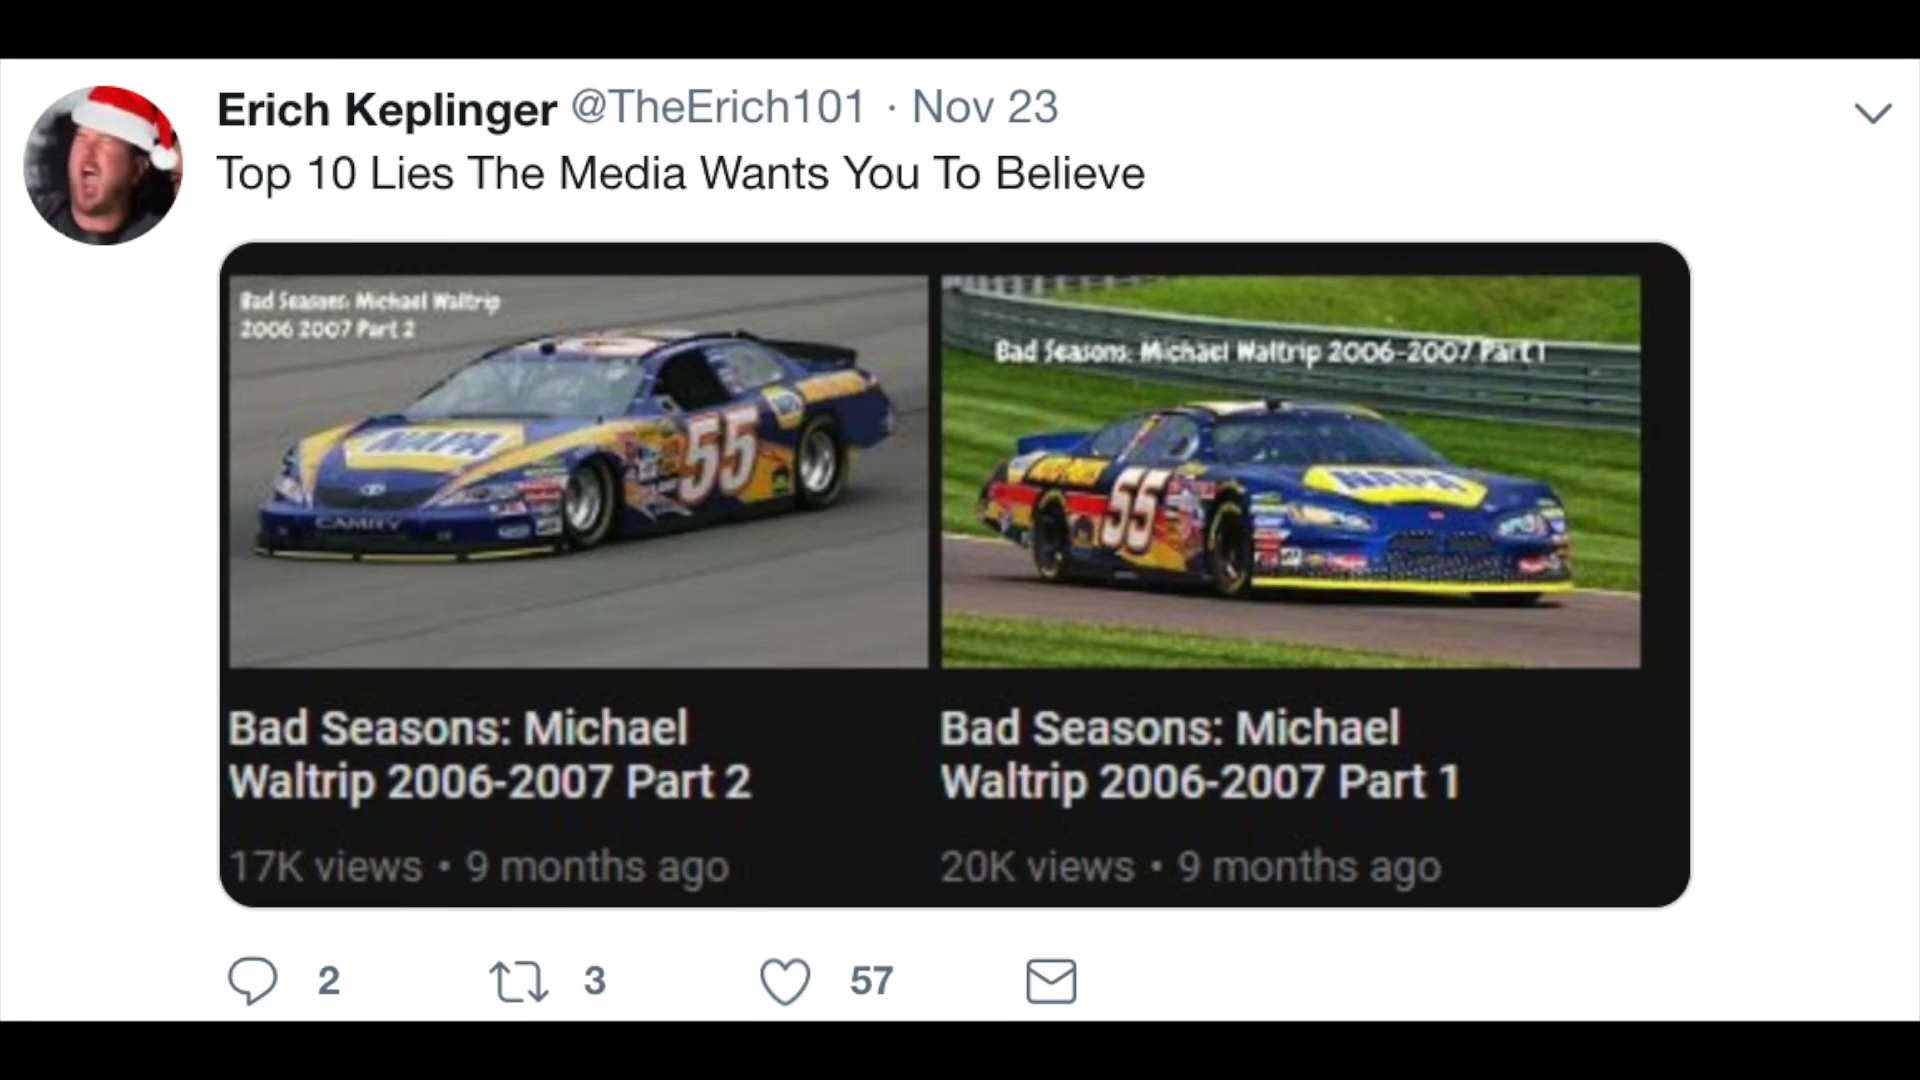 Erich Keplinger @TheErich101 · Nov 23
Top 10 Lies The Media Wants You To Believe
Bad Seasons: Michael Waltrip
2006 2007 Part 2
NAPA
55
CAMRY
Bad Seasons: Michael Waltrip 2006-2007 Part 1
NAPA
55
Bad Seasons: Michael
Waltrip 2006-2007 Part 2
17K views • 9 months ago
Bad Seasons: Michael
Waltrip 2006-2007 Part 1
20K views • 9 months ago
2 3 57